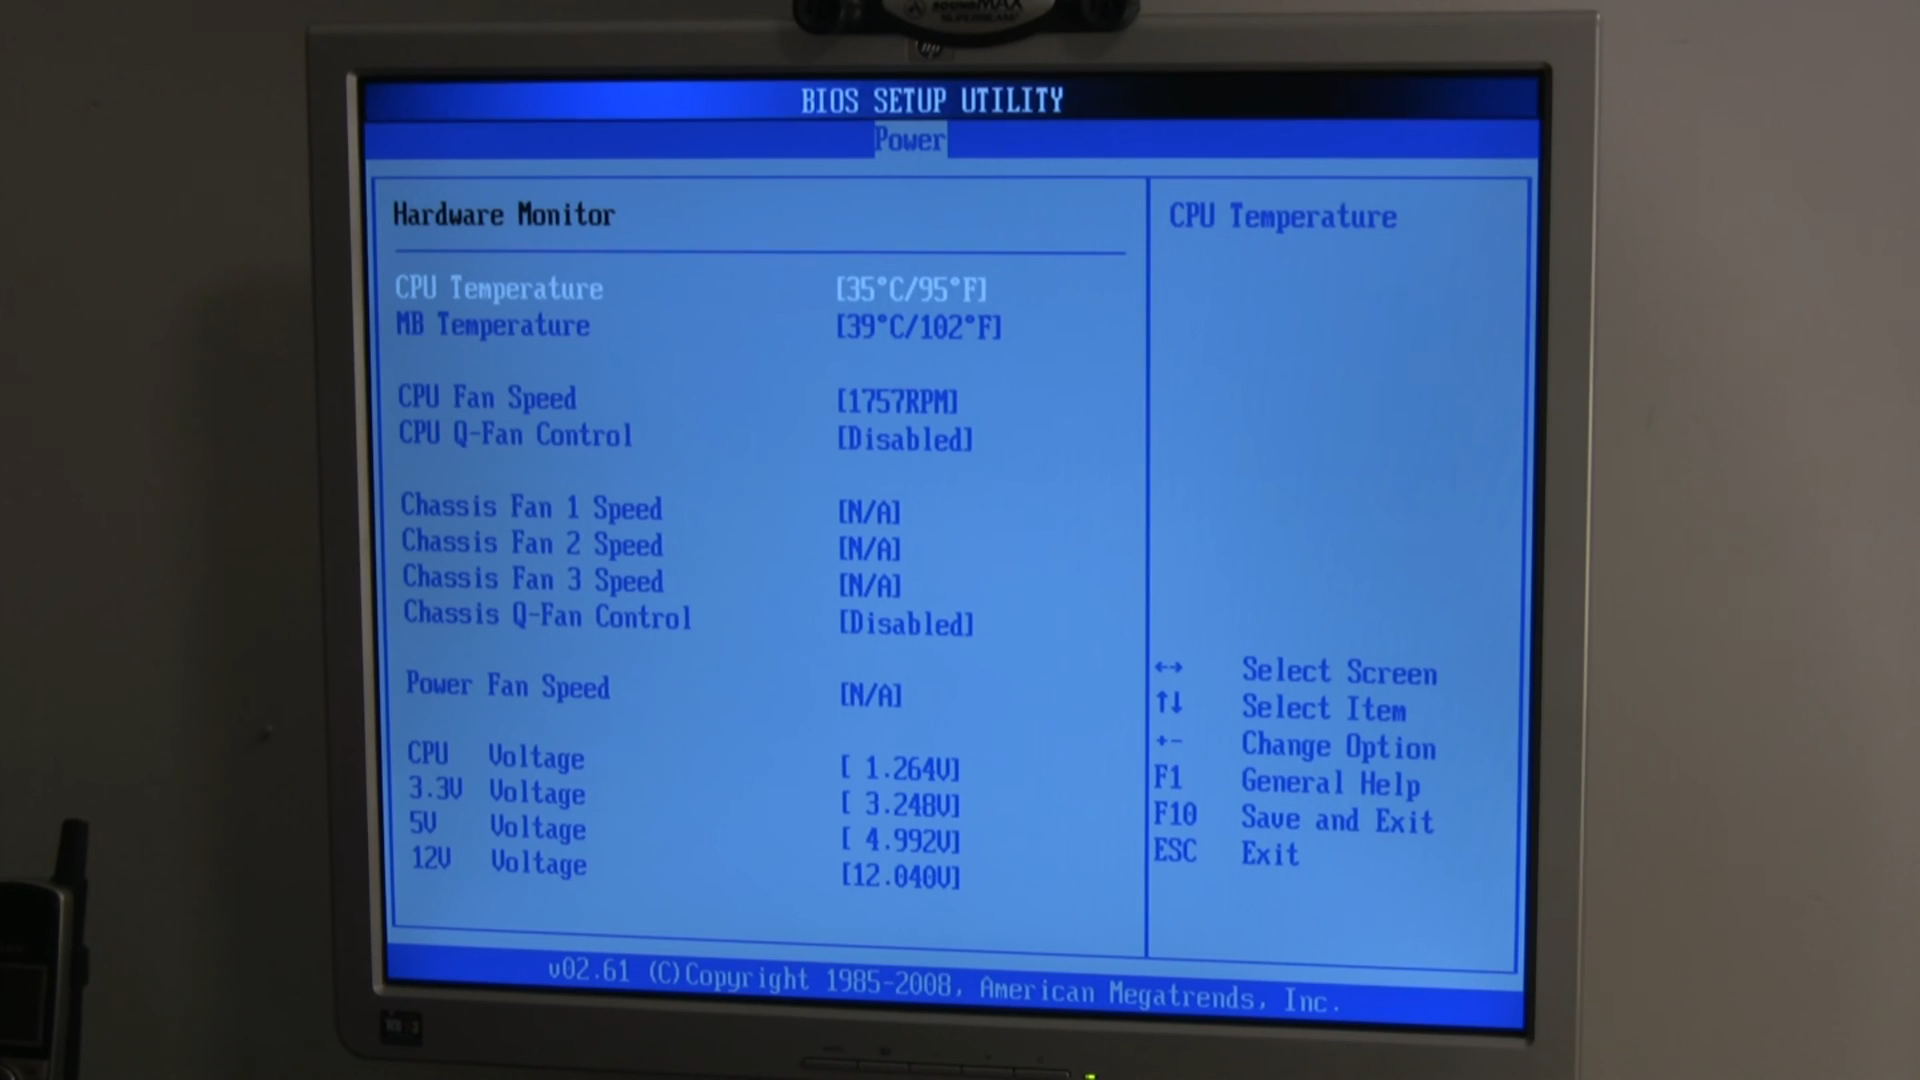 SoundMAX
SUPERBEAM
hp
BIOS SETUP UTILITY
Power
Hardware Monitor
CPU Temperature [35°C/95°F]
MB Temperature [39°C/102°F]
CPU Fan Speed [1757RPM]
CPU Q-Fan Control [Disabled]
Chassis Fan 1 Speed [N/A]
Chassis Fan 2 Speed [N/A]
Chassis Fan 3 Speed [N/A]
Chassis Q-Fan Control [Disabled]
Power Fan Speed [N/A]
CPU Voltage [ 1.264V]
3.3V Voltage [ 3.248V]
5V Voltage [ 4.992V]
12V Voltage [12.040V]
CPU Temperature
↔ Select Screen
↑↓ Select Item
+- Change Option
F1 General Help
F10 Save and Exit
ESC Exit
v02.61 (C)Copyright 1985-2008, American Megatrends, Inc.